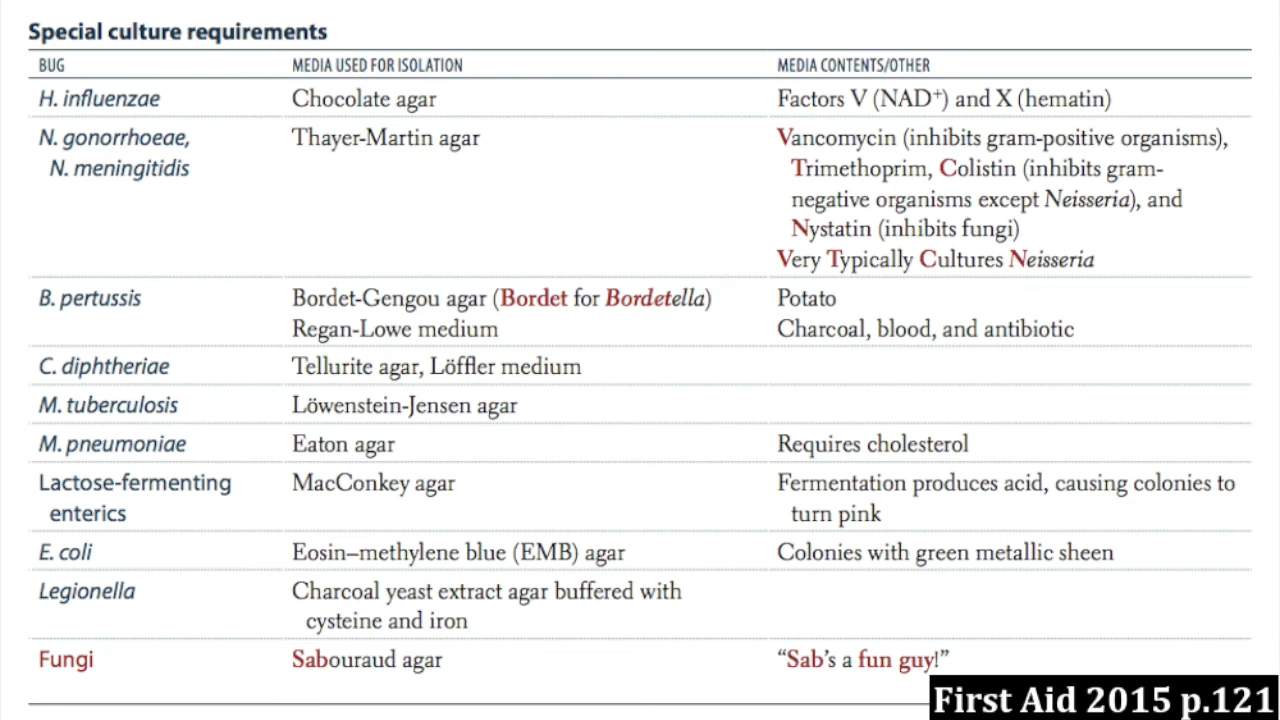 Special culture requirements
BUG MEDIA USED FOR ISOLATION MEDIA CONTENTS/OTHER
H. influenzae Chocolate agar Factors V (NAD⁺) and X (hematin)
N. gonorrhoeae, Thayer-Martin agar Vancomycin (inhibits gram-positive organisms),
N. meningitidis Trimethoprim, Colistin (inhibits gram-
negative organisms except Neisseria), and
Nystatin (inhibits fungi)
Very Typically Cultures Neisseria
B. pertussis Bordet-Gengou agar (Bordet for Bordetella) Potato
Regan-Lowe medium Charcoal, blood, and antibiotic
C. diphtheriae Tellurite agar, Löffler medium
M. tuberculosis Löwenstein-Jensen agar
M. pneumoniae Eaton agar Requires cholesterol
Lactose-fermenting MacConkey agar Fermentation produces acid, causing colonies to
enterics turn pink
E. coli Eosin–methylene blue (EMB) agar Colonies with green metallic sheen
Legionella Charcoal yeast extract agar buffered with
cysteine and iron
Fungi Sabouraud agar “Sab’s a fun guy!”
First Aid 2015 p.121